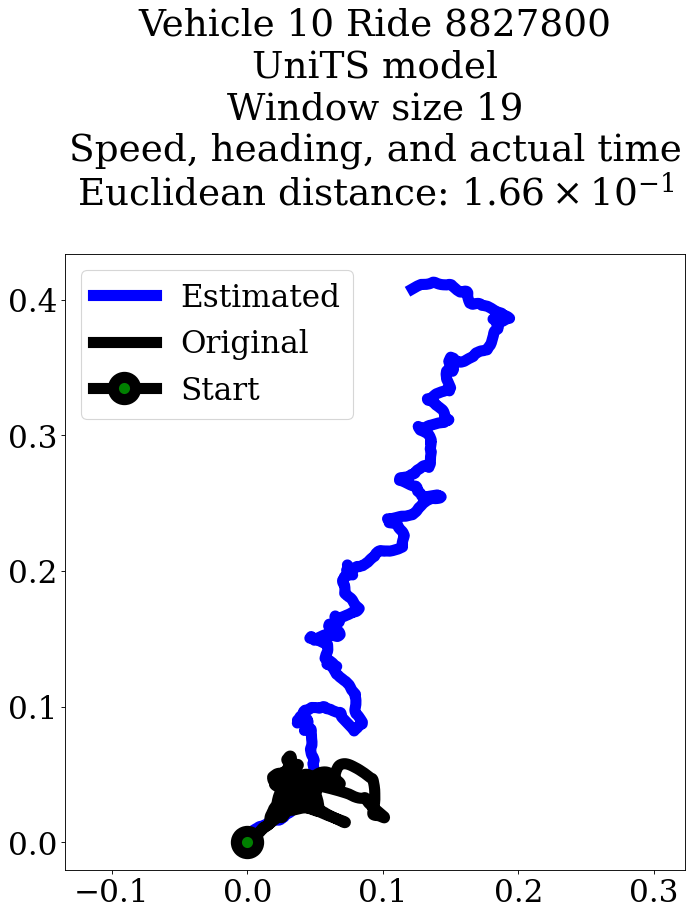 Vehicle 10 Ride 8827800
UniTS model
Window size 19
Speed, heading, and actual time
Euclidean distance: 1.66 × 10⁻¹
Estimated
Original
Start
0.4
0.3
0.2
0.1
0.0
−0.1 0.0 0.1 0.2 0.3